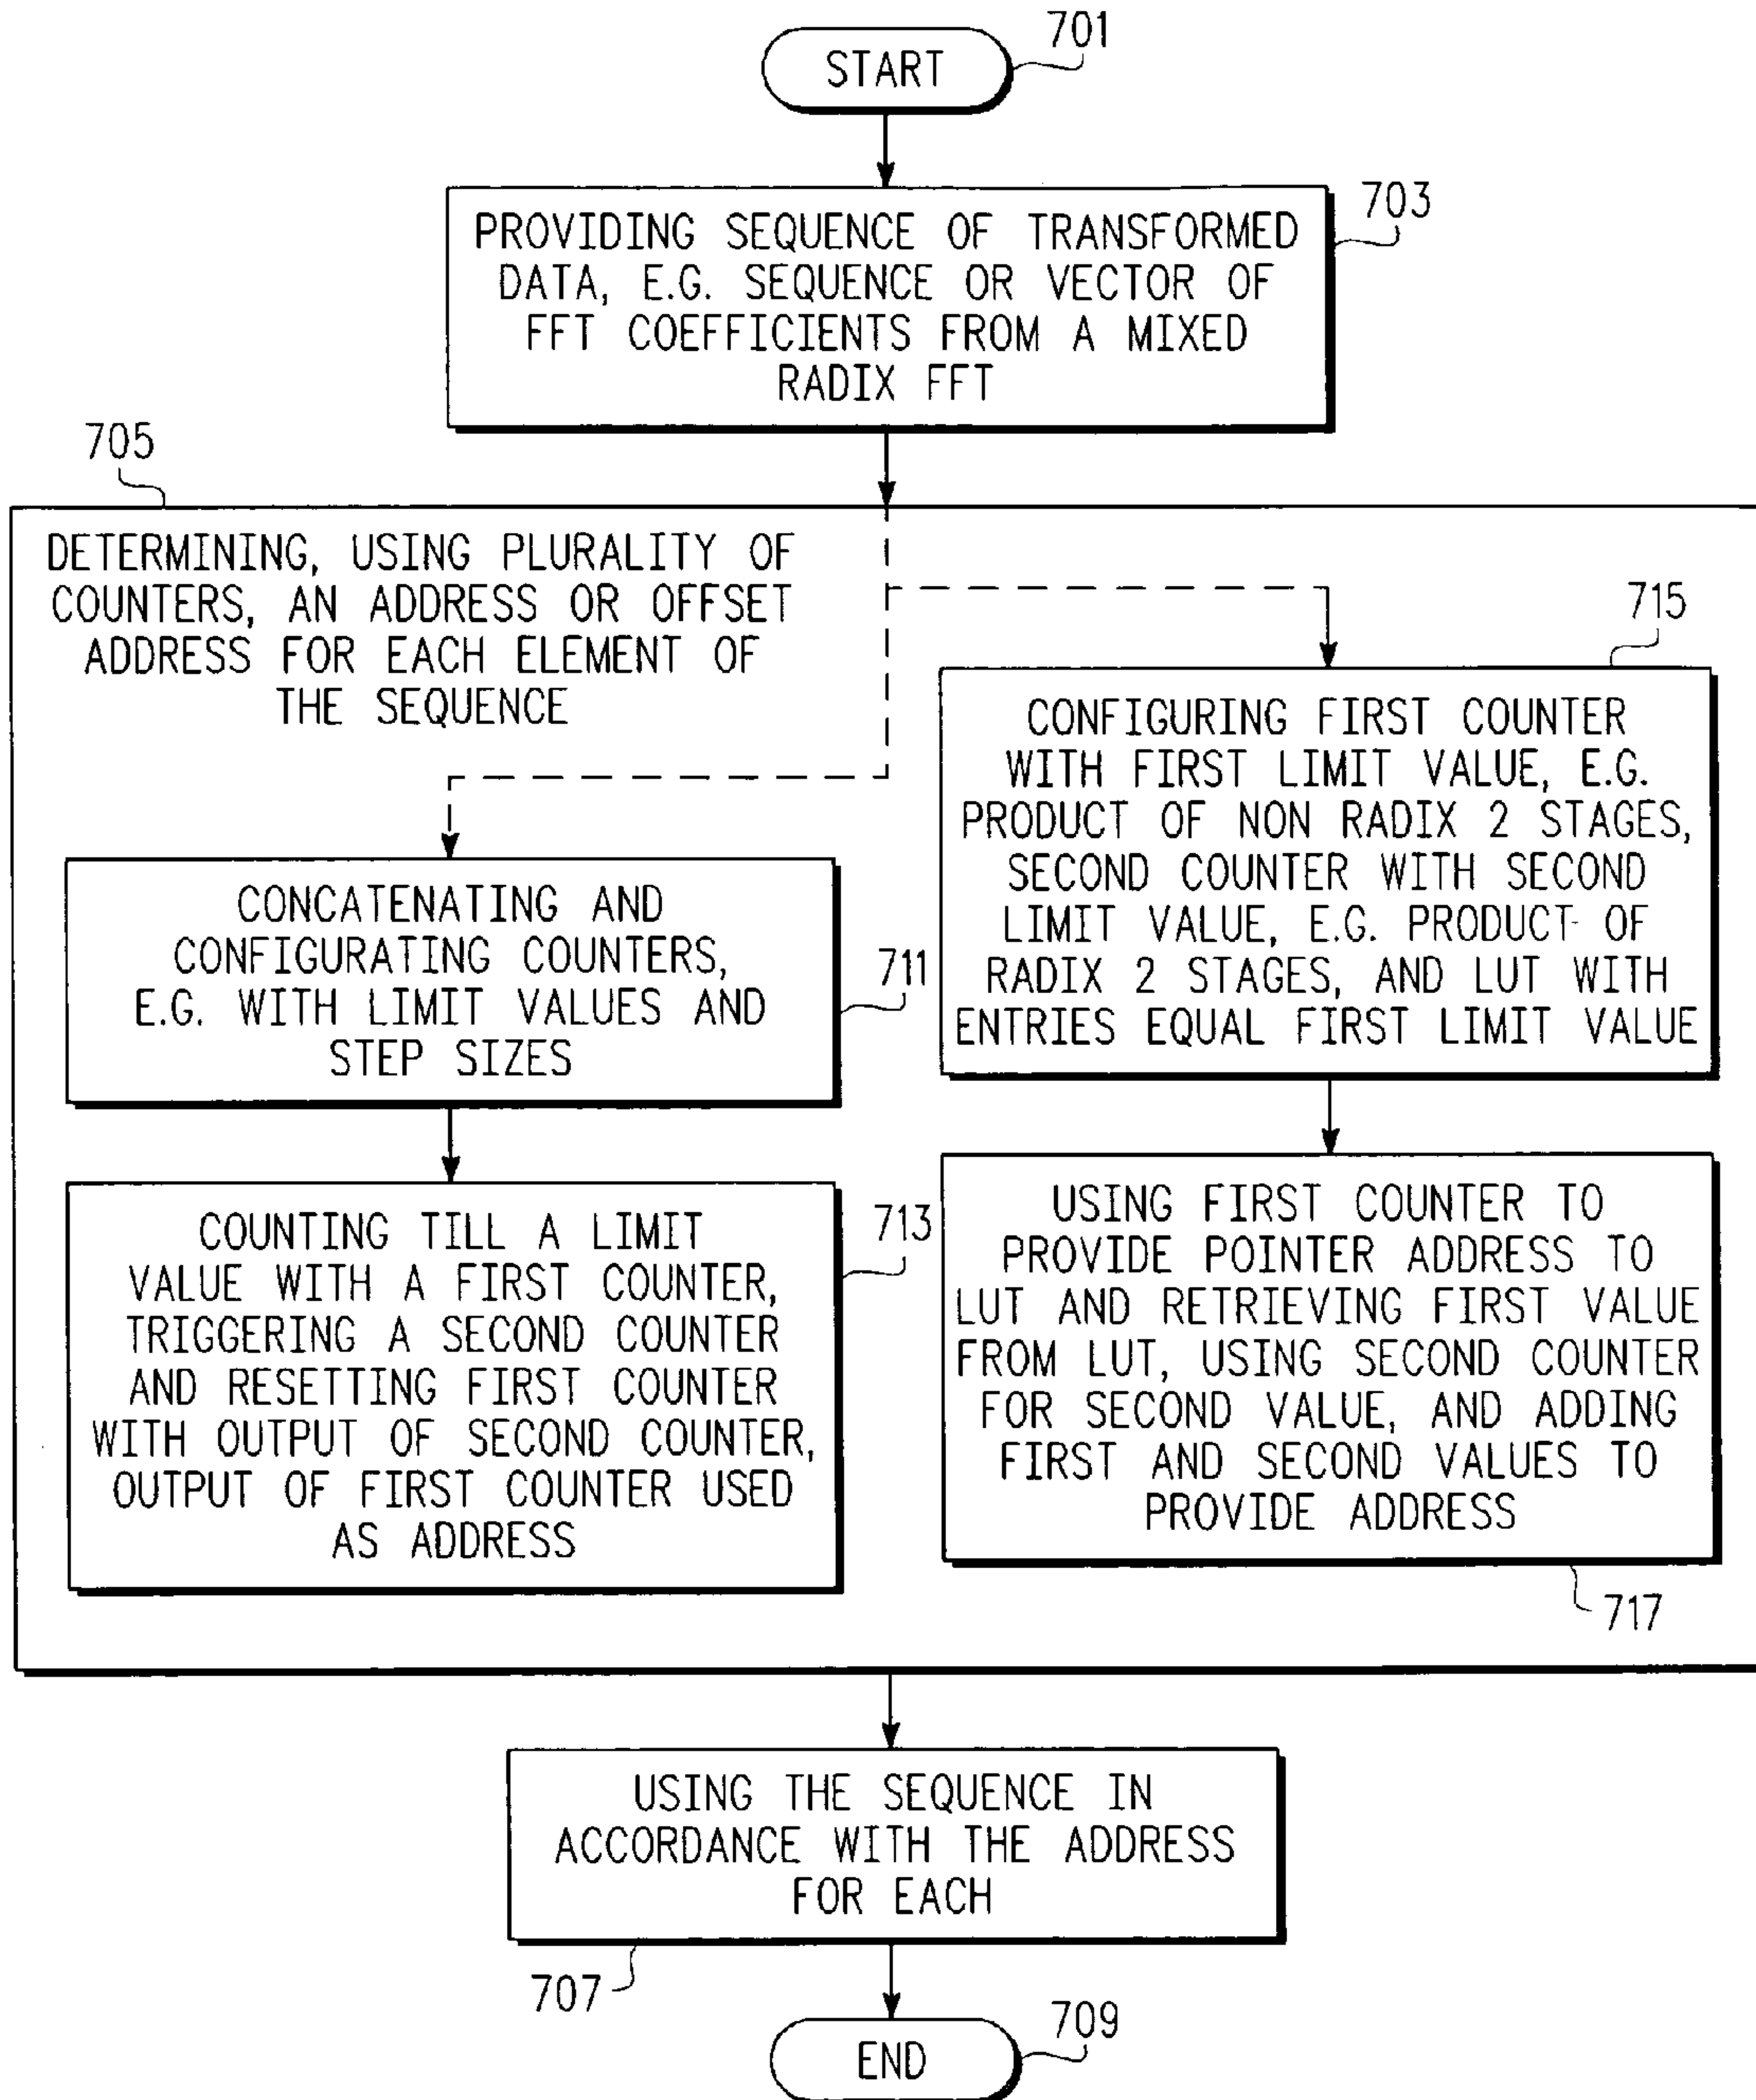 START
701
PROVIDING SEQUENCE OF TRANSFORMED
DATA, E.G. SEQUENCE OR VECTOR OF
FFT COEFFICIENTS FROM A MIXED
RADIX FFT
703
705
DETERMINING, USING PLURALITY OF
COUNTERS, AN ADDRESS OR OFFSET
ADDRESS FOR EACH ELEMENT OF
THE SEQUENCE
CONCATENATING AND
CONFIGURATING COUNTERS,
E.G. WITH LIMIT VALUES AND
STEP SIZES
711
COUNTING TILL A LIMIT
VALUE WITH A FIRST COUNTER,
TRIGGERING A SECOND COUNTER
AND RESETTING FIRST COUNTER
WITH OUTPUT OF SECOND COUNTER,
OUTPUT OF FIRST COUNTER USED
AS ADDRESS
713
715
CONFIGURING FIRST COUNTER
WITH FIRST LIMIT VALUE, E.G.
PRODUCT OF NON RADIX 2 STAGES,
SECOND COUNTER WITH SECOND
LIMIT VALUE, E.G. PRODUCT OF
RADIX 2 STAGES, AND LUT WITH
ENTRIES EQUAL FIRST LIMIT VALUE
USING FIRST COUNTER TO
PROVIDE POINTER ADDRESS TO
LUT AND RETRIEVING FIRST VALUE
FROM LUT, USING SECOND COUNTER
FOR SECOND VALUE, AND ADDING
FIRST AND SECOND VALUES TO
PROVIDE ADDRESS
717
USING THE SEQUENCE IN
ACCORDANCE WITH THE ADDRESS
FOR EACH
707
END
709